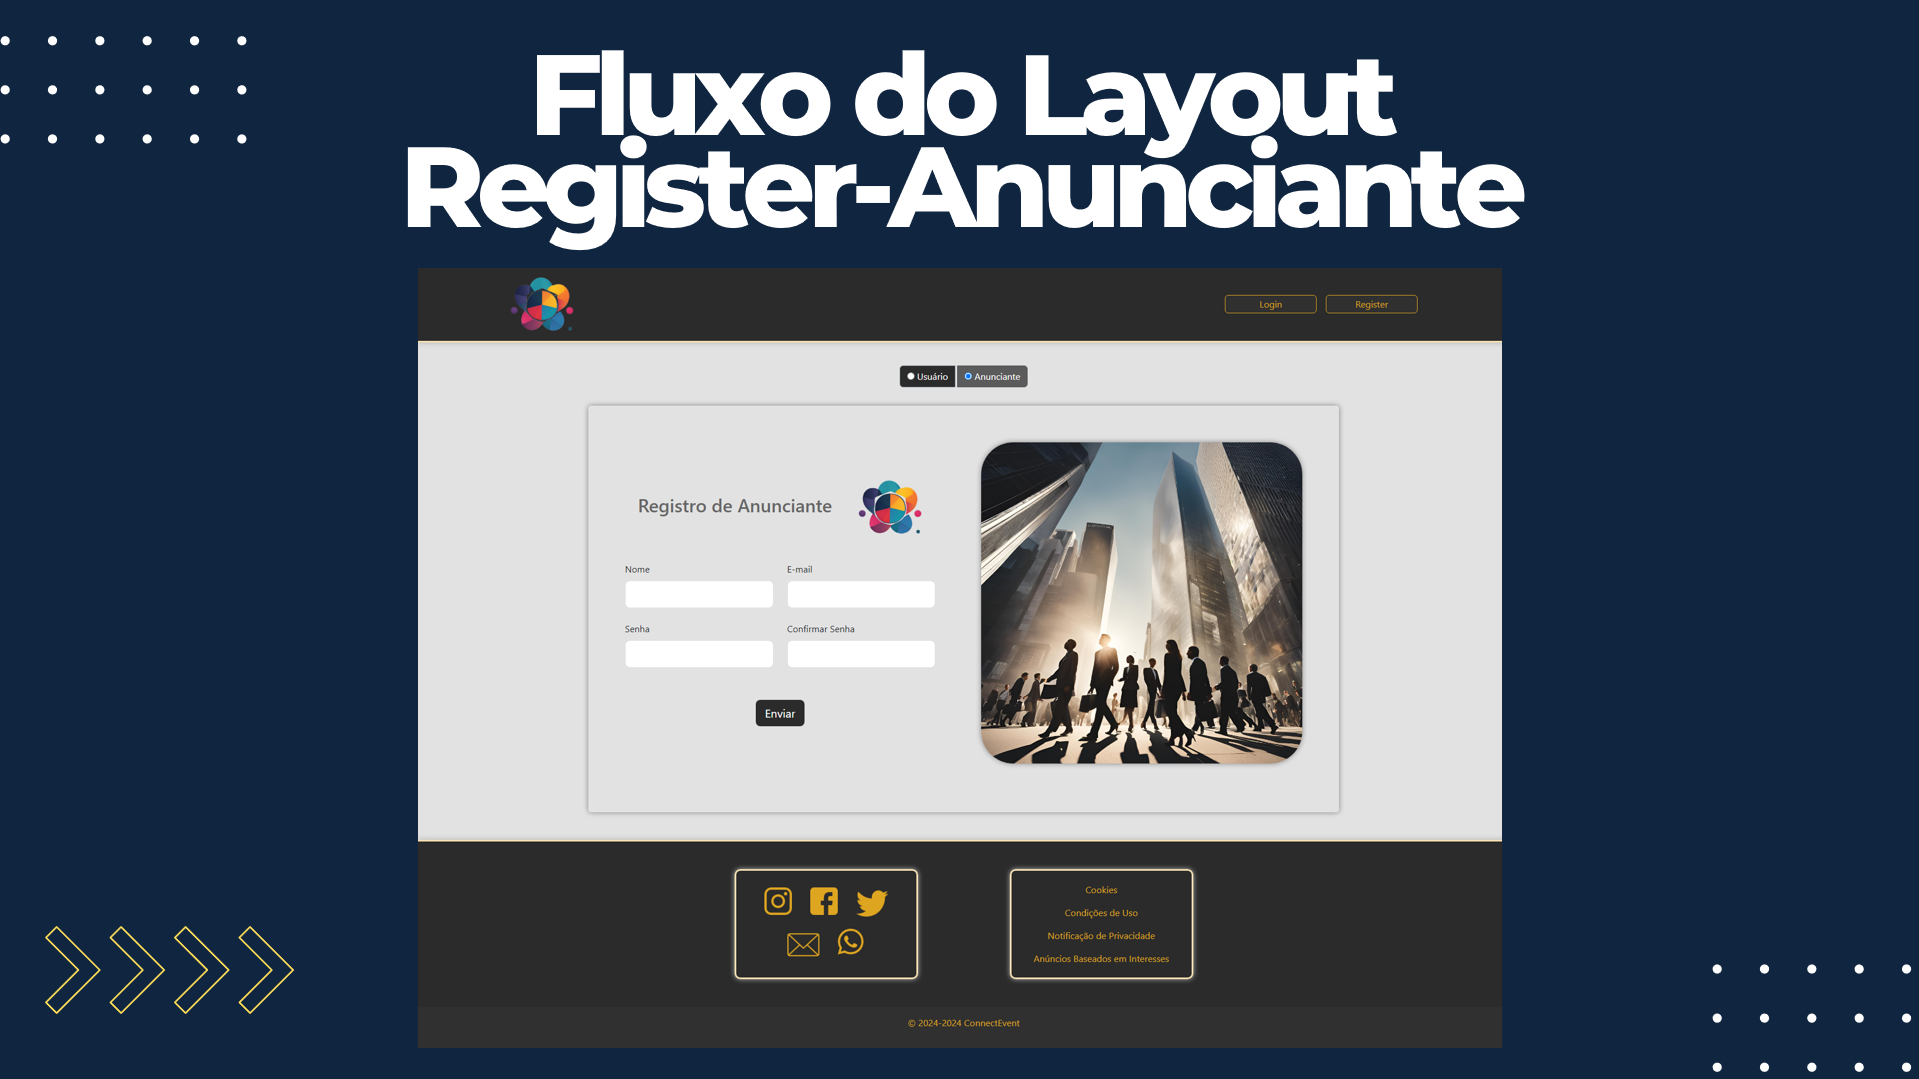 Fluxo do Layout
Register-Anunciante
Login Register
Usuário Anunciante
Registro de Anunciante
Nome E-mail
Senha Confirmar Senha
Enviar
Cookies
Condições de Uso
Notificação de Privacidade
Anúncios Baseados em Interesses
© 2024-2024 ConnectEvent